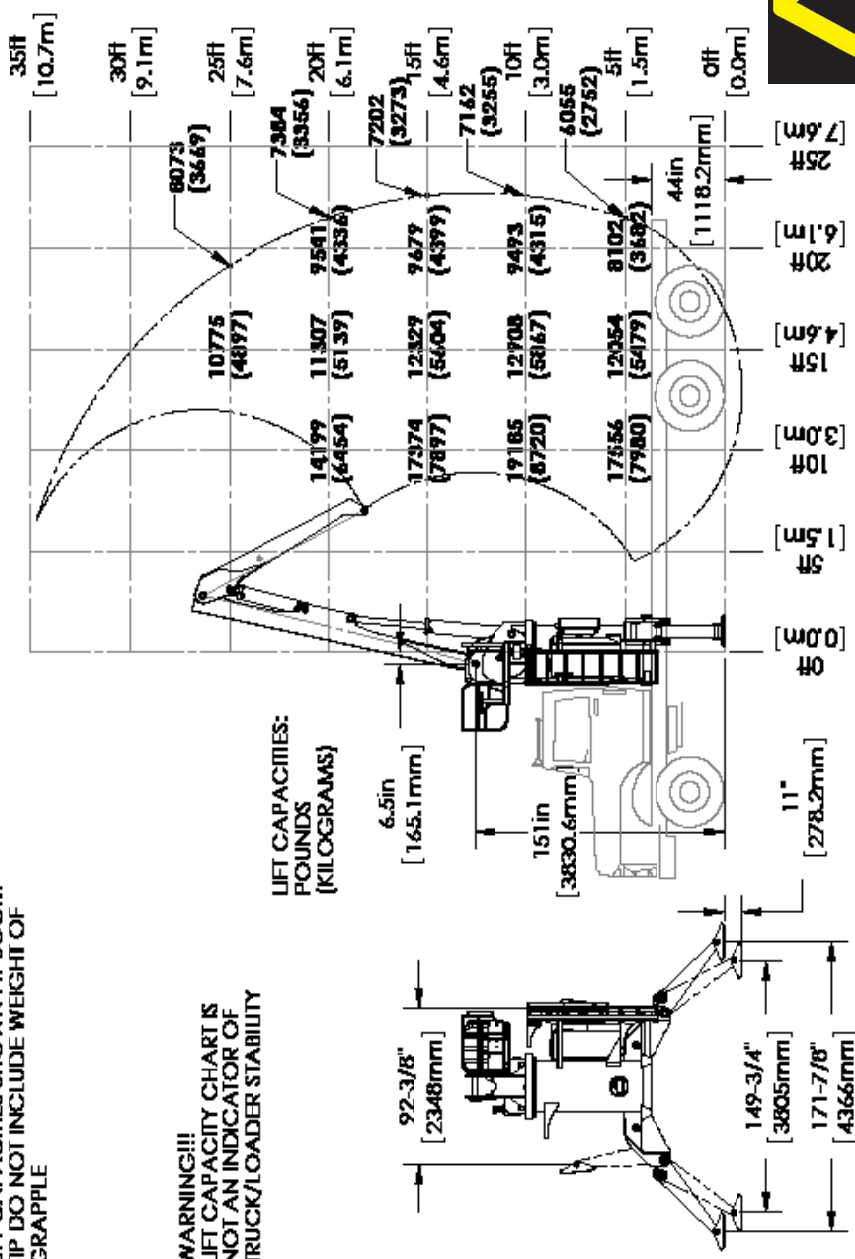 TIP DO NOT INCLUDE WEIGHT OF
GRAPPLE
WARNING!!!
LIFT CAPACITY CHART IS
NOT AN INDICATOR OF
TRUCK/LOADER STABILITY
LIFT CAPACITIES:
POUNDS
(KILOGRAMS)
35ft
[10.7m]
30ft
[9.1m]
25ft
[7.6m]
20ft
[6.1m]
15ft
[4.6m]
10ft
[3.0m]
5ft
[1.5m]
0ft
[0.0m]
8073
(3669)
7384
(3356)
7202
(3273)
7162
(3255)
6055
(2752)
10775
(4897)
14199
(6454)
11307
(5139)
9541
(4336)
17374
(7897)
12329
(5604)
9679
(4399)
19185
(8720)
12908
(5867)
9493
(4315)
17556
(7980)
12054
(5479)
8102
(3682)
44in
[1118.2mm]
0ft
[0.0m]
5ft
[1.5m]
10ft
[3.0m]
15ft
[4.6m]
20ft
[6.1m]
25ft
[7.6m]
6.5in
[165.1mm]
151in
[3830.6mm]
11"
[278.2mm]
92-3/8"
[2348mm]
149-3/4"
[3805mm]
171-7/8"
[4366mm]